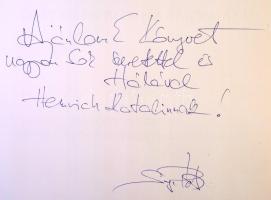 Ajánlom E Könyvet
nagyon sok szeretettel és
Hálával
Henrich Katalinnak!